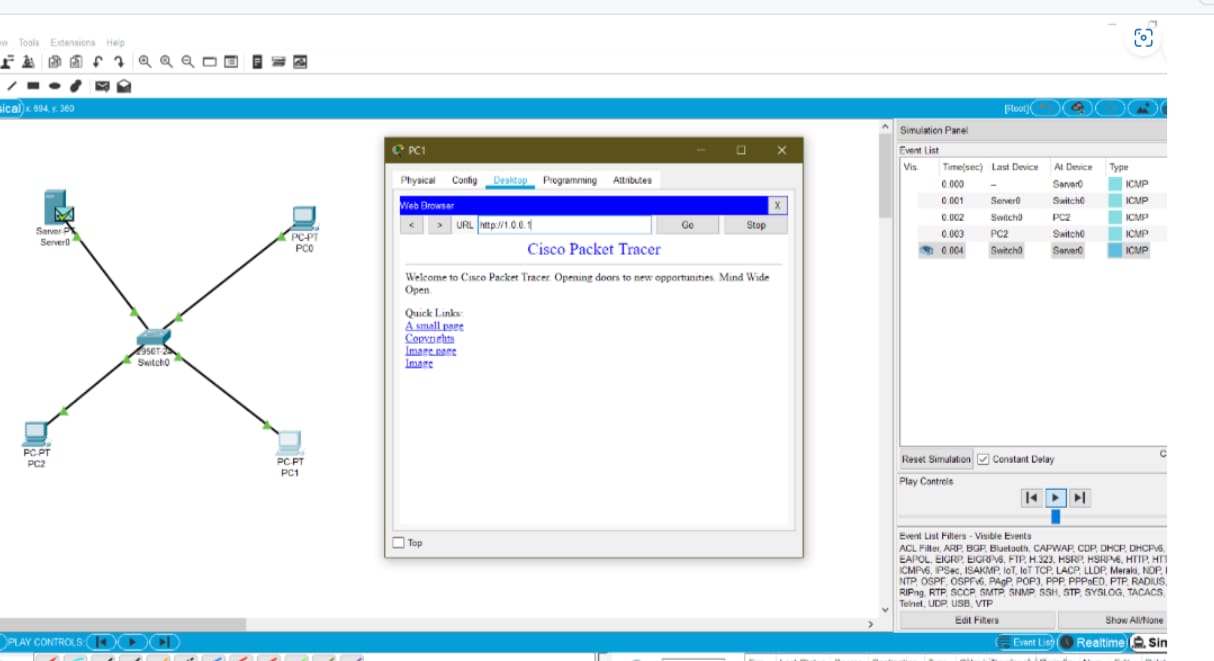 Tools Extensions Help
x: 694, y: 360
[Root]
Server-PT
Server0
PC-PT
PC0
2950T-24
Switch0
PC-PT
PC2
PC-PT
PC1
PC1
Physical Config Desktop Programming Attributes
Web Browser X
< > URL http://1.0.0.1 Go Stop
Cisco Packet Tracer
Welcome to Cisco Packet Tracer. Opening doors to new opportunities. Mind Wide
Open.
Quick Links:
A small page
Copyrights
Image page
Image
Top
Simulation Panel
Event List
Vis. Time(sec) Last Device At Device Type
0.000 -- Server0 ICMP
0.001 Server0 Switch0 ICMP
0.002 Switch0 PC2 ICMP
0.003 PC2 Switch0 ICMP
0.004 Switch0 Server0 ICMP
Reset Simulation Constant Delay
Play Controls
Event List Filters - Visible Events
ACL Filter, ARP, BGP, Bluetooth, CAPWAP, CDP, DHCP, DHCPv6,
EAPOL, EIGRP, EIGRPv6, FTP, H.323, HSRP, HSRPv6, HTTP,
ICMPv6, IPSec, ISAKMP, IoT, IoT TCP, LACP, LLDP, Meraki, NDP,
NTP, OSPF, OSPFv6, PAgP, POP3, PPP, PPPoED, PTP, RADIUS,
RIPng, RTP, SCCP, SMTP, SNMP, SSH, STP, SYSLOG, TACACS,
Telnet, UDP, USB, VTP
Edit Filters Show All/None
PLAY CONTROLS: Event List Realtime